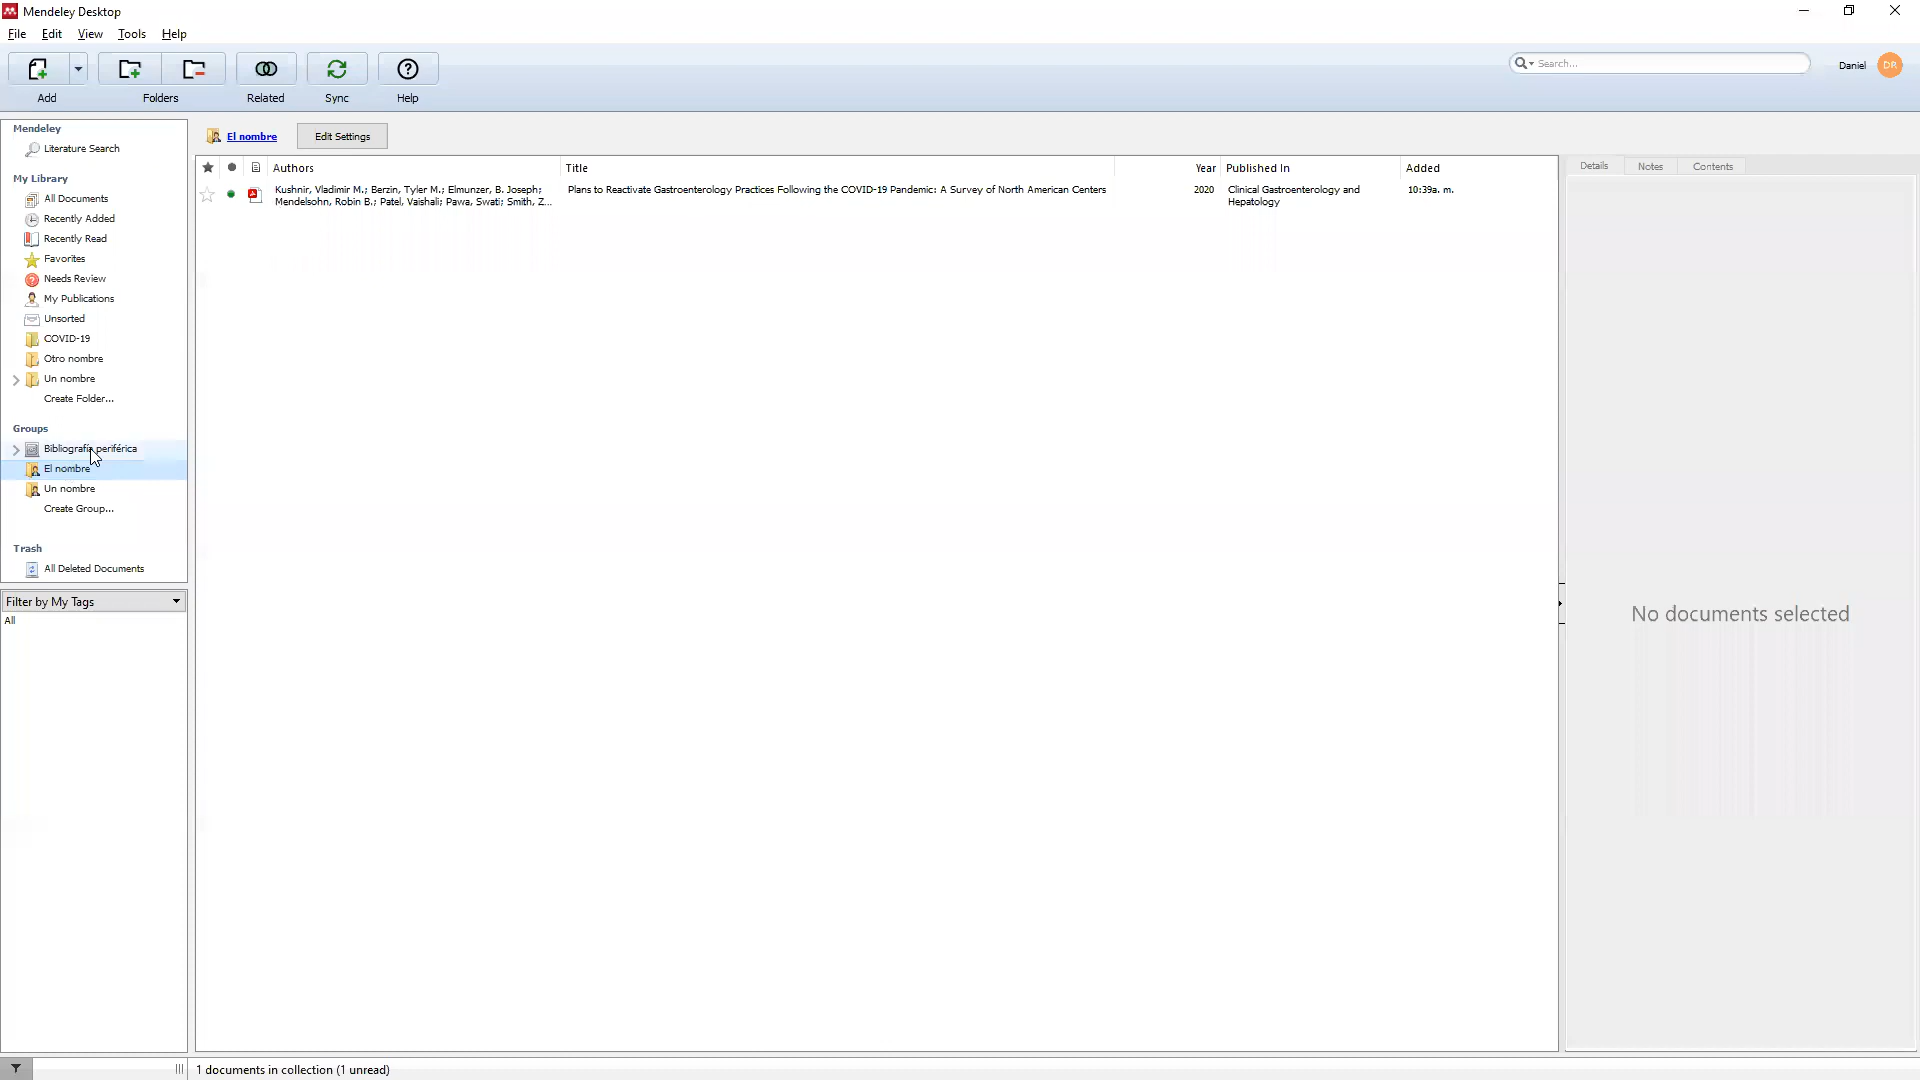 Mendeley Desktop
File Edit View Tools Help
Search...
Daniel DR
Add Folders Related Sync Help
Mendeley
Literature Search
My Library
All Documents
Recently Added
Recently Read
Favorites
Needs Review
My Publications
Unsorted
COVID-19
Otro nombre
Un nombre
Create Folder...
Groups
Bibliografía periférica
El nombre
Un nombre
Create Group...
Trash
All Deleted Documents
Filter by My Tags
All
El nombre Edit Settings
Authors Title Year Published In Added
Kushnir, Vladimir M.; Berzin, Tyler M.; Elmunzer, B. Joseph; Plans to Reactivate Gastroenterology Practices Following the COVID-19 Pandemic: A Survey of North American Centers 2020 Clinical Gastroenterology and 10:39a. m.
Mendelsohn, Robin B.; Patel, Vaishali; Pawa, Swati; Smith, Z... Hepatology
Details Notes Contents
No documents selected
1 documents in collection (1 unread)